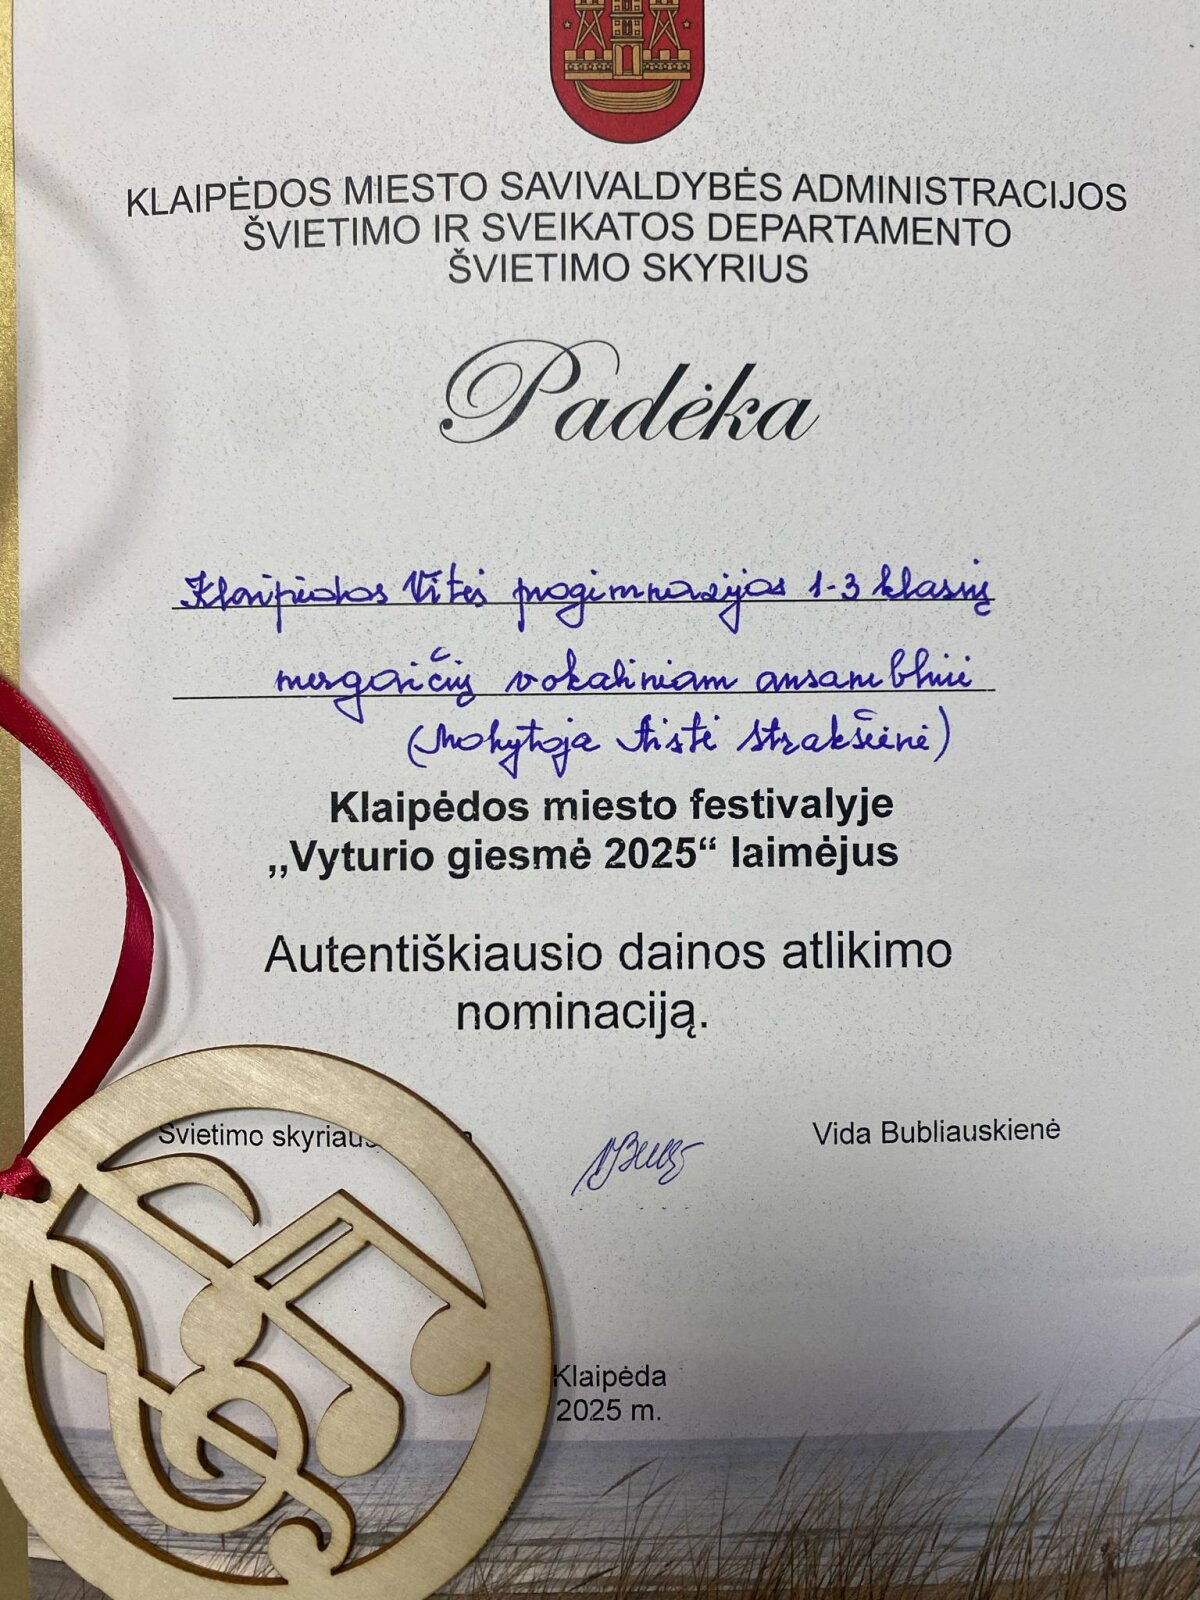 KLAIPĖDOS MIESTO SAVIVALDYBĖS ADMINISTRACIJOS
ŠVIETIMO IR SVEIKATOS DEPARTAMENTO
ŠVIETIMO SKYRIUS
Padėka
Klaipėdos Vitės progimnazijos 1-3 klasių
mergaičių vokaliniam ansambliui
(Mokytoja Aistė Strakšienė)
Klaipėdos miesto festivalyje
,,Vyturio giesmė 2025“ laimėjus
Autentiškiausio dainos atlikimo
nominaciją.
Švietimo skyriaus Vida Bubliauskienė
Klaipėda
2025 m.